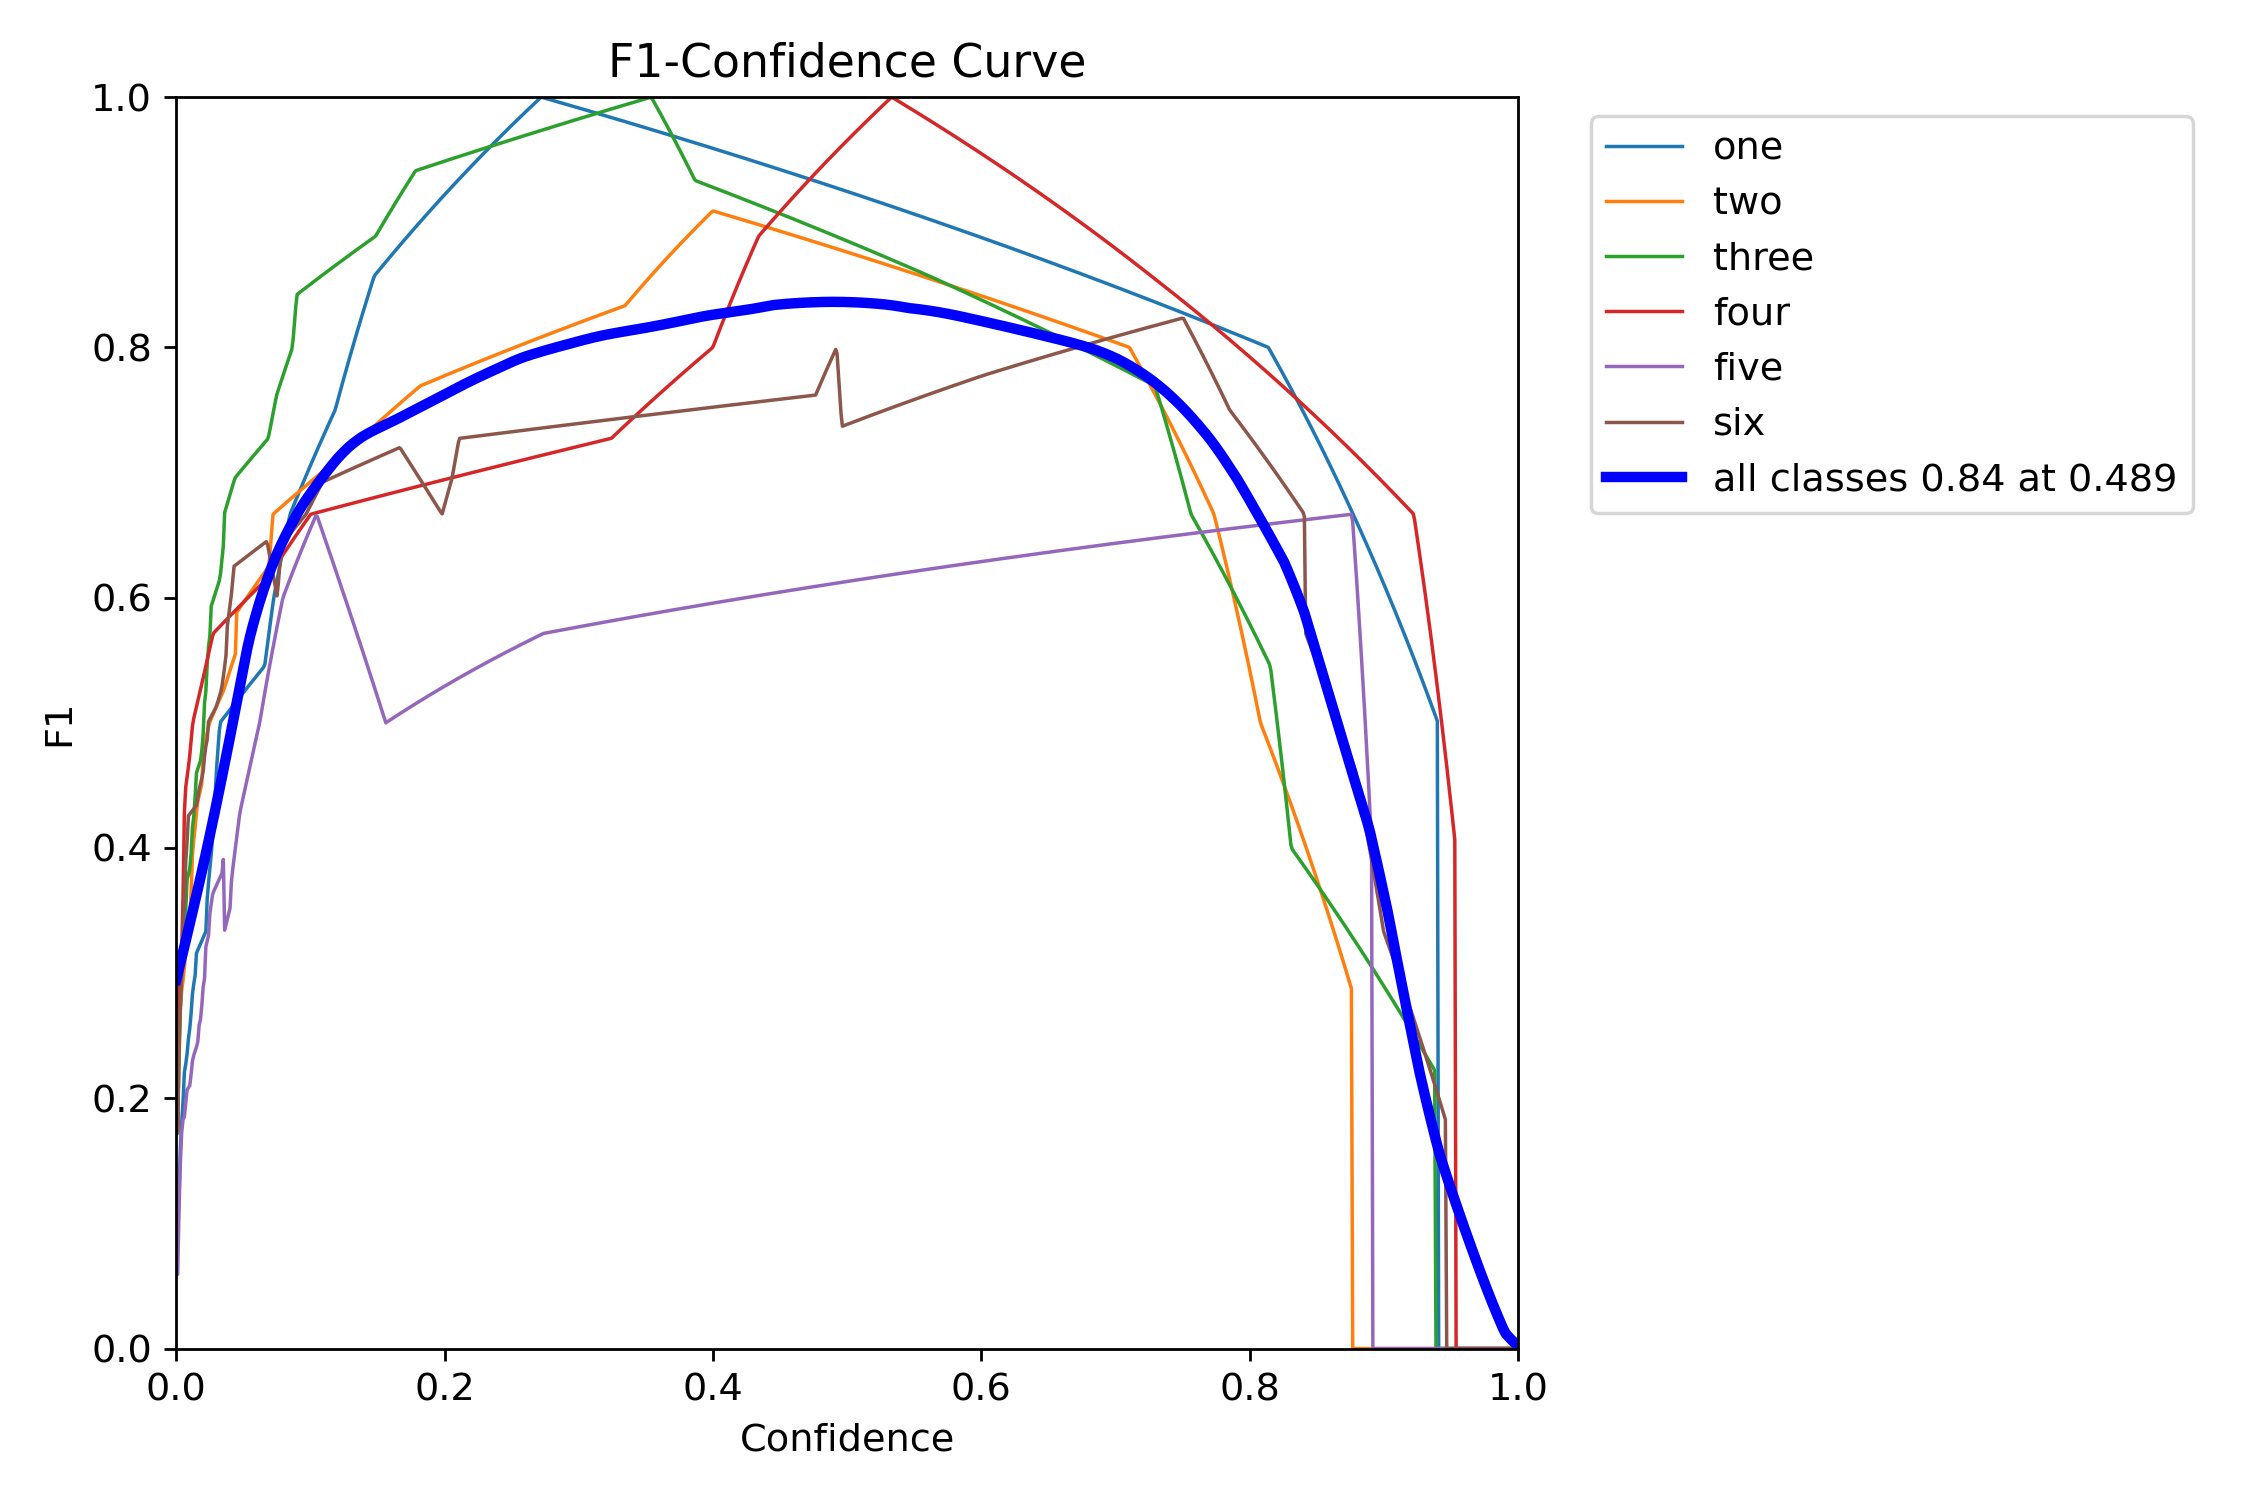 F1-Confidence Curve
1.0
0.8
0.6
0.4
0.2
0.0
F1
0.0 0.2 0.4 0.6 0.8 1.0
Confidence
one
two
three
four
five
six
all classes 0.84 at 0.489